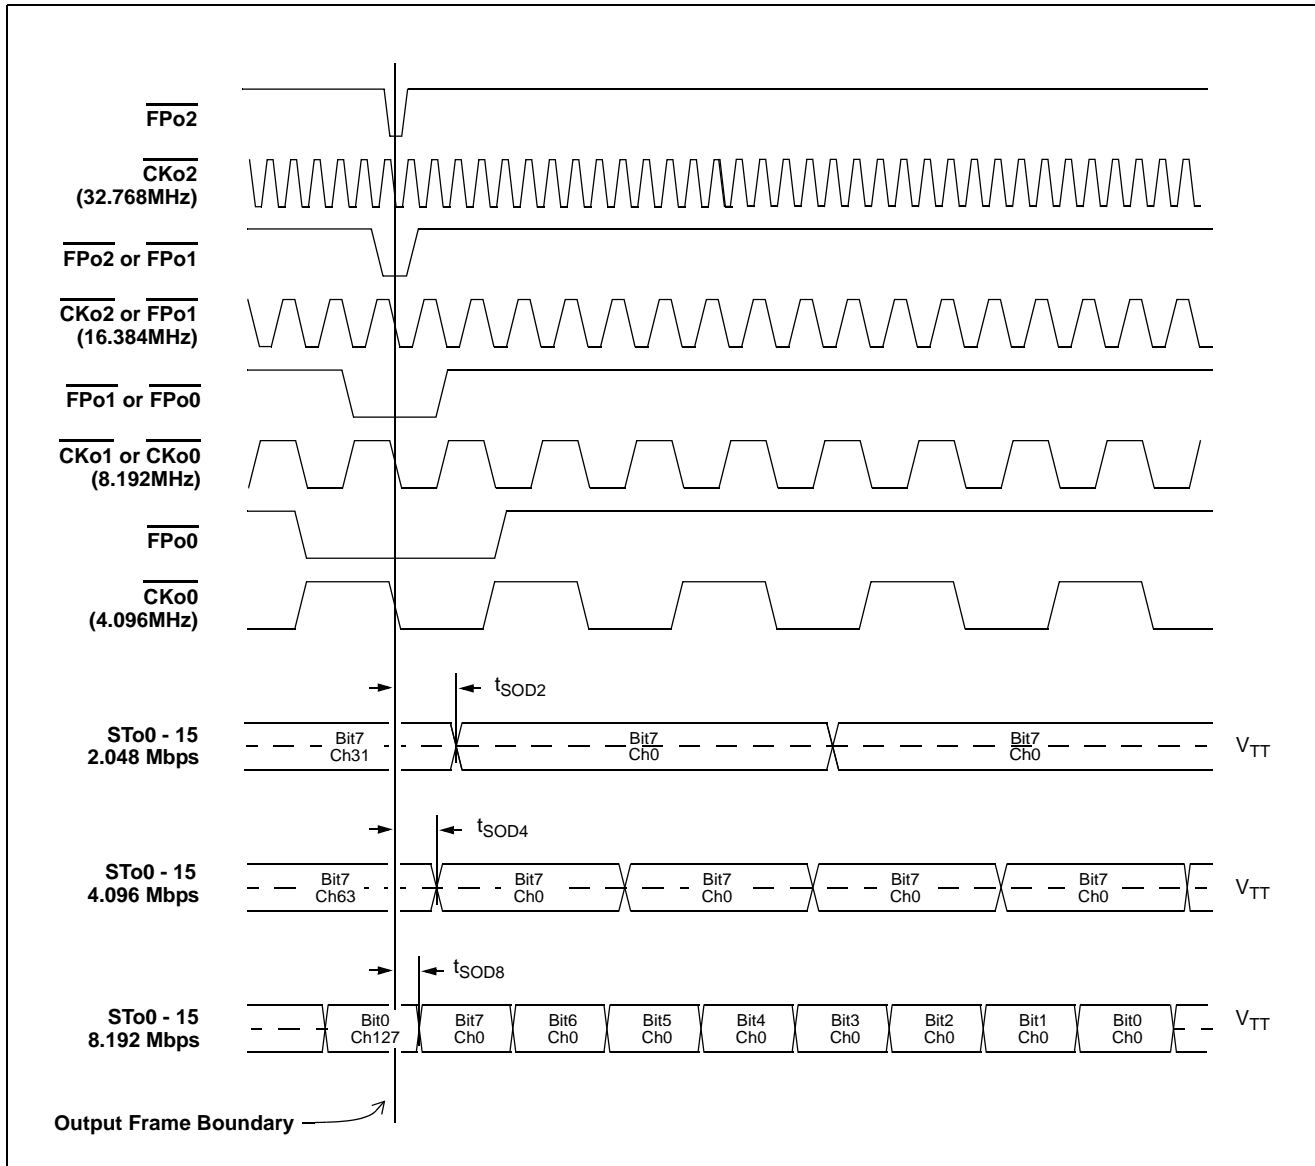 FPo2
CKo2
(32.768MHz)
FPo2 or FPo1
CKo2 or FPo1
(16.384MHz)
FPo1 or FPo0
CKo1 or CKo0
(8.192MHz)
FPo0
CKo0
(4.096MHz)
tSOD2
STo0 - 15
2.048 Mbps
Bit7 Bit7 Bit7
Ch31 Ch0 Ch0
VTT
tSOD4
STo0 - 15
4.096 Mbps
Bit7 Bit7 Bit7 Bit7 Bit7
Ch63 Ch0 Ch0 Ch0 Ch0
VTT
tSOD8
STo0 - 15
8.192 Mbps
Bit0 Bit7 Bit6 Bit5 Bit4 Bit3 Bit2 Bit1 Bit0
Ch127 Ch0 Ch0 Ch0 Ch0 Ch0 Ch0 Ch0 Ch0
VTT
Output Frame Boundary